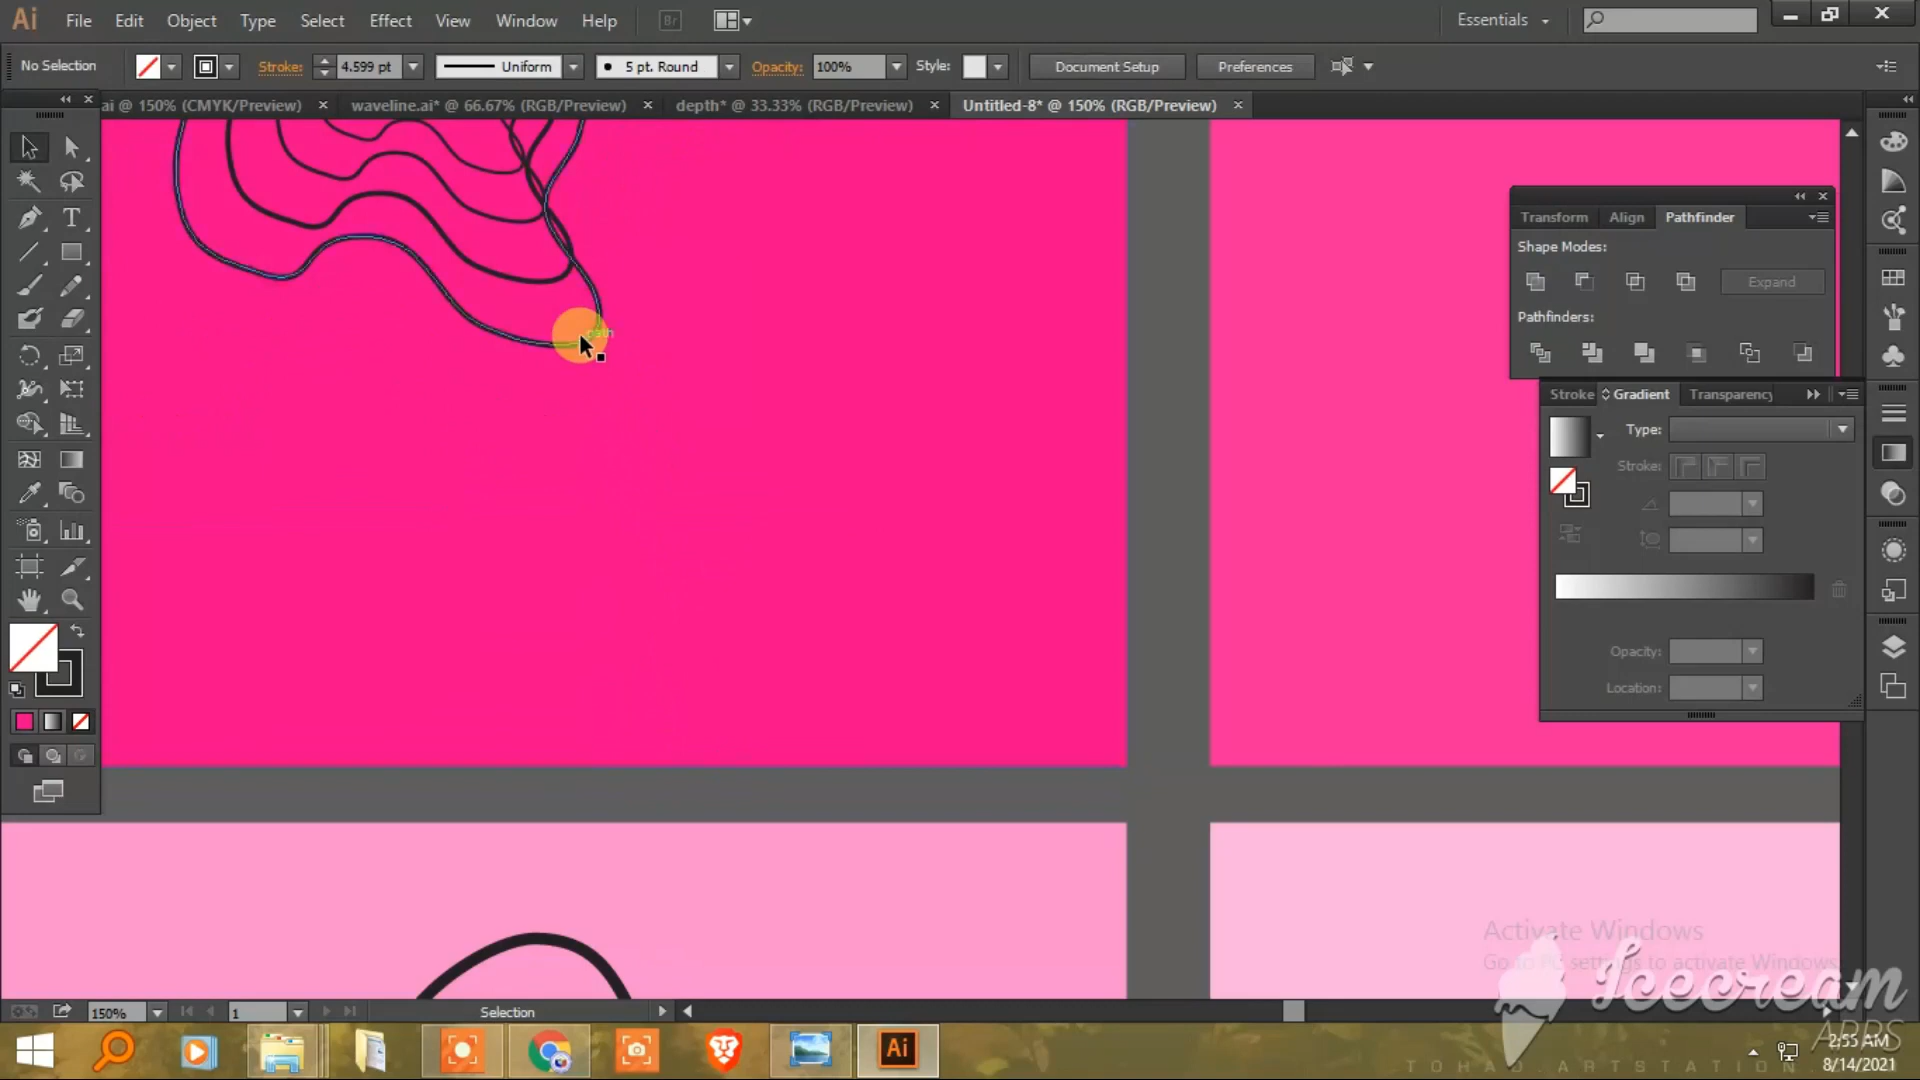 Ai File Edit Object Type Select Effect View Window Help Br Essentials
No Selection Stroke: 4.599 pt Uniform 5 pt. Round Opacity: 100% Style: Document Setup Preferences
ai @ 150% (CMYK/Preview) × waveline.ai* @ 66.67% (RGB/Preview) × depth* @ 33.33% (RGB/Preview) × Untitled-8* @ 150% (RGB/Preview) ×
Transform Align Pathfinder
Shape Modes:
Expand
Pathfinders:
path
Stroke Gradient Transparency
Type:
Stroke:
Opacity:
Location:
Activate Windows
Go to PC settings to activate Windows.
Icecream
APPS
150% 1 Selection
Ai
2:55 AM
8/14/2021